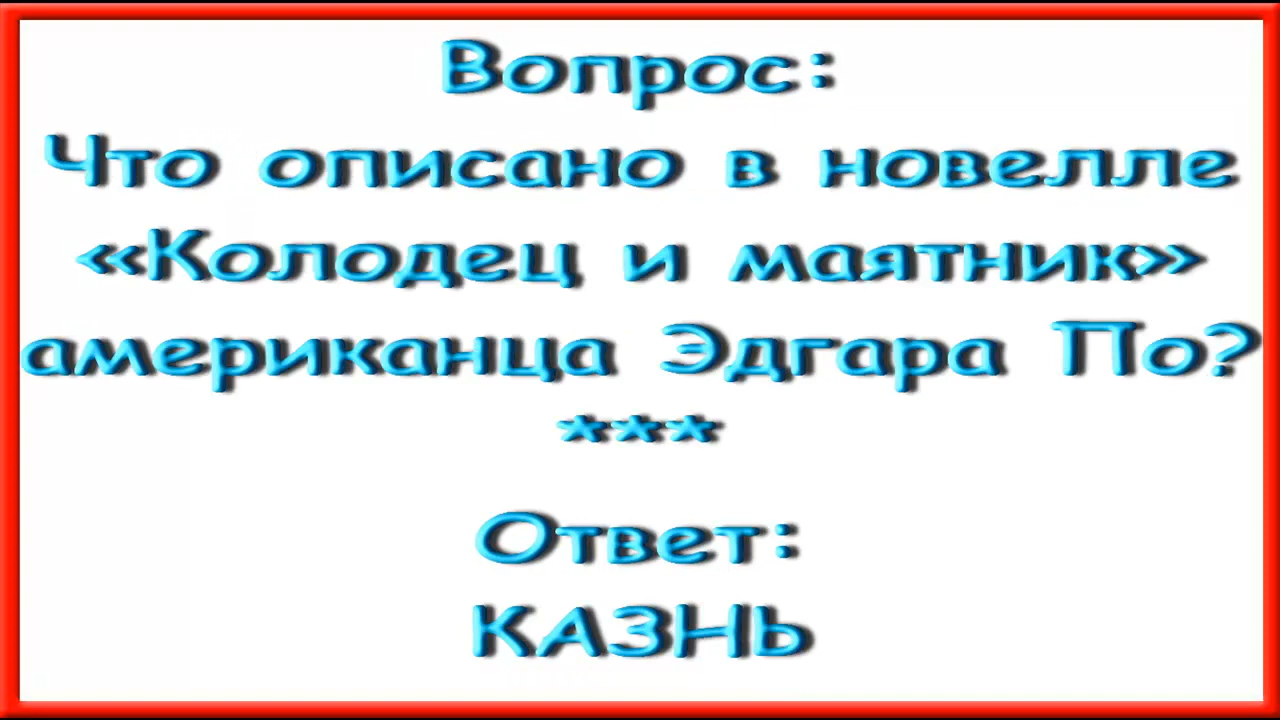 Вопрос:
Что описано в новелле
«Колодец и маятник»
американца Эдгара По?
***
Ответ:
КАЗНЬ